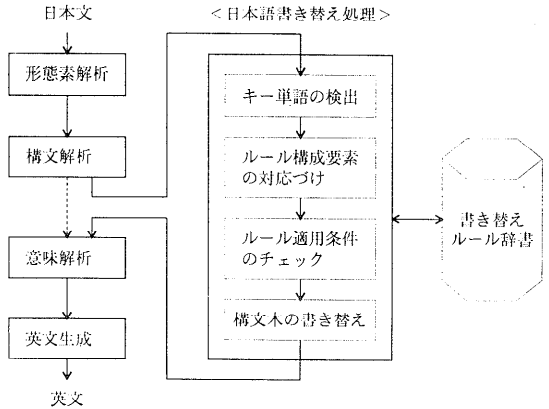 日本文
形態素解析
構文解析
意味解析
英文生成
英文
<日本語書き替え処理>
キー単語の検出
ルール構成要素
の対応づけ
ルール適用条件
のチェック
構文木の書き替え
書き替え
ルール辞書